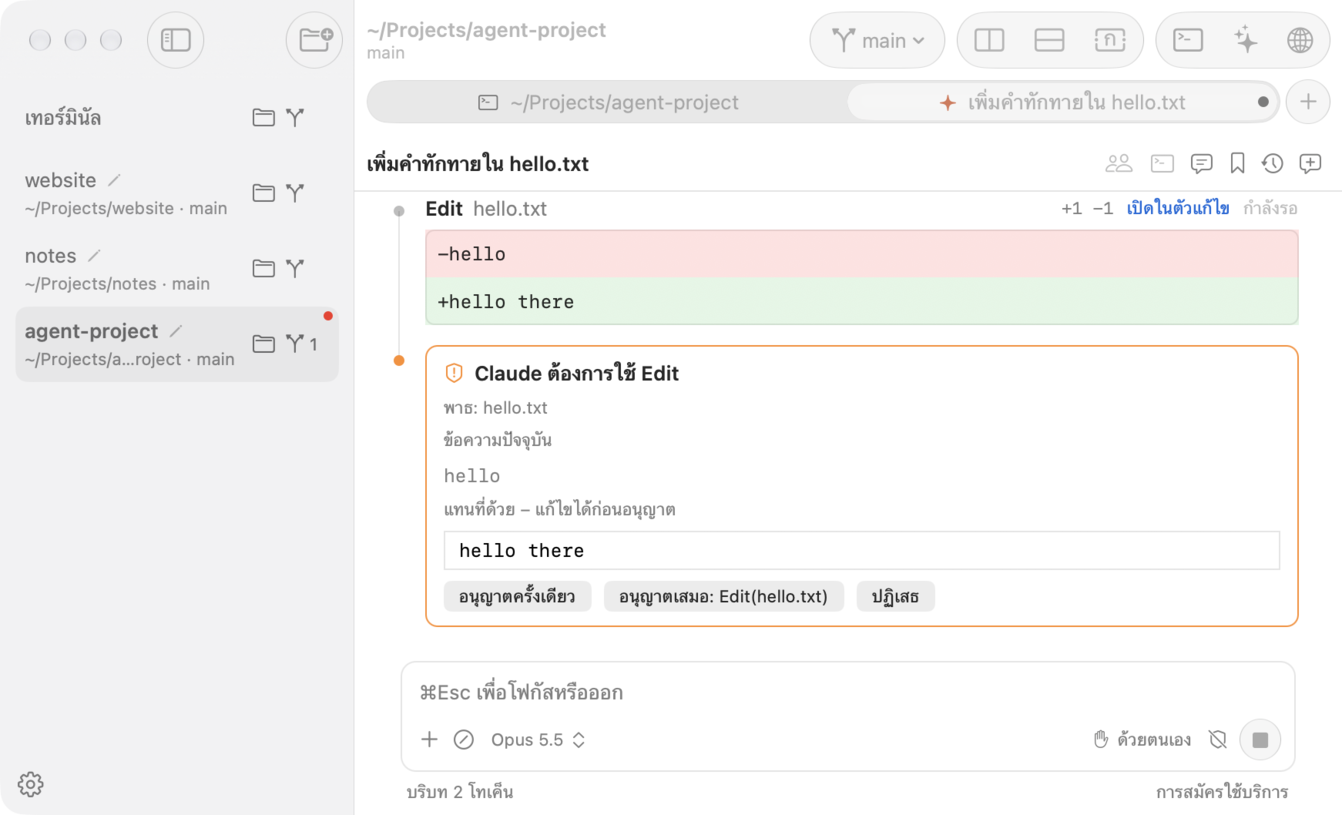 ~/Projects/agent-project
main
main
ก
~/Projects/agent-project
เพิ่มคำทักทายใน hello.txt
เทอร์มินัล
website
~/Projects/website · main
notes
~/Projects/notes · main
agent-project
~/Projects/a...roject · main
1
เพิ่มคำทักทายใน hello.txt
Edit hello.txt +1 −1 เปิดในตัวแก้ไข กำลังรอ
−hello
+hello there
Claude ต้องการใช้ Edit
พาธ: hello.txt
ข้อความปัจจุบัน
hello
แทนที่ด้วย – แก้ไขได้ก่อนอนุญาต
hello there
อนุญาตครั้งเดียว อนุญาตเสมอ: Edit(hello.txt) ปฏิเสธ
⌘Esc เพื่อโฟกัสหรือออก
Opus 5.5 ด้วยตนเอง
บริบท 2 โทเค็น การสมัครใช้บริการ